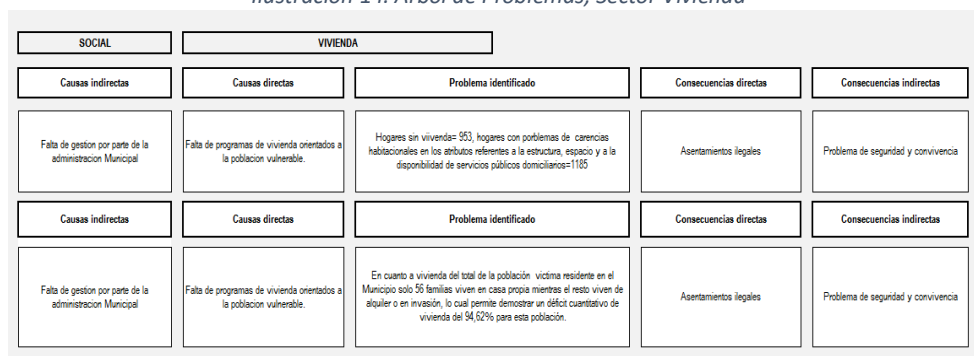 Ilustración 14. Árbol de Problemas, Sector Vivienda
SOCIAL
VIVIENDA
Causas indirectas
Causas directas
Problema identificado
Consecuencias directas
Consecuencias indirectas
Falta de gestion por parte de la
administracion Municipal
Falta de programas de vivienda orientados a
la poblacion vulnerable.
Hogares sin viivenda= 953, hogares con porblemas de carencias
habitacionales en los atributos referentes a la estructura, espacio y a la
disponibilidad de servicios públicos domiciliarios=1185
Asentamientos ilegales
Problema de seguridad y convivencia
Causas indirectas
Causas directas
Problema identificado
Consecuencias directas
Consecuencias indirectas
Falta de gestion por parte de la
administracion Municipal
Falta de programas de vivienda orientados a
la poblacion vulnerable.
En cuanto a vivienda del total de la población victima residente en el
Municipio solo 56 familias viven en casa propia mientras el resto viven de
alquiler o en invasión, lo cual permite demostrar un déficit cuantitativo de
vivienda del 94,62% para esta población.
Asentamientos ilegales
Problema de seguridad y convivencia